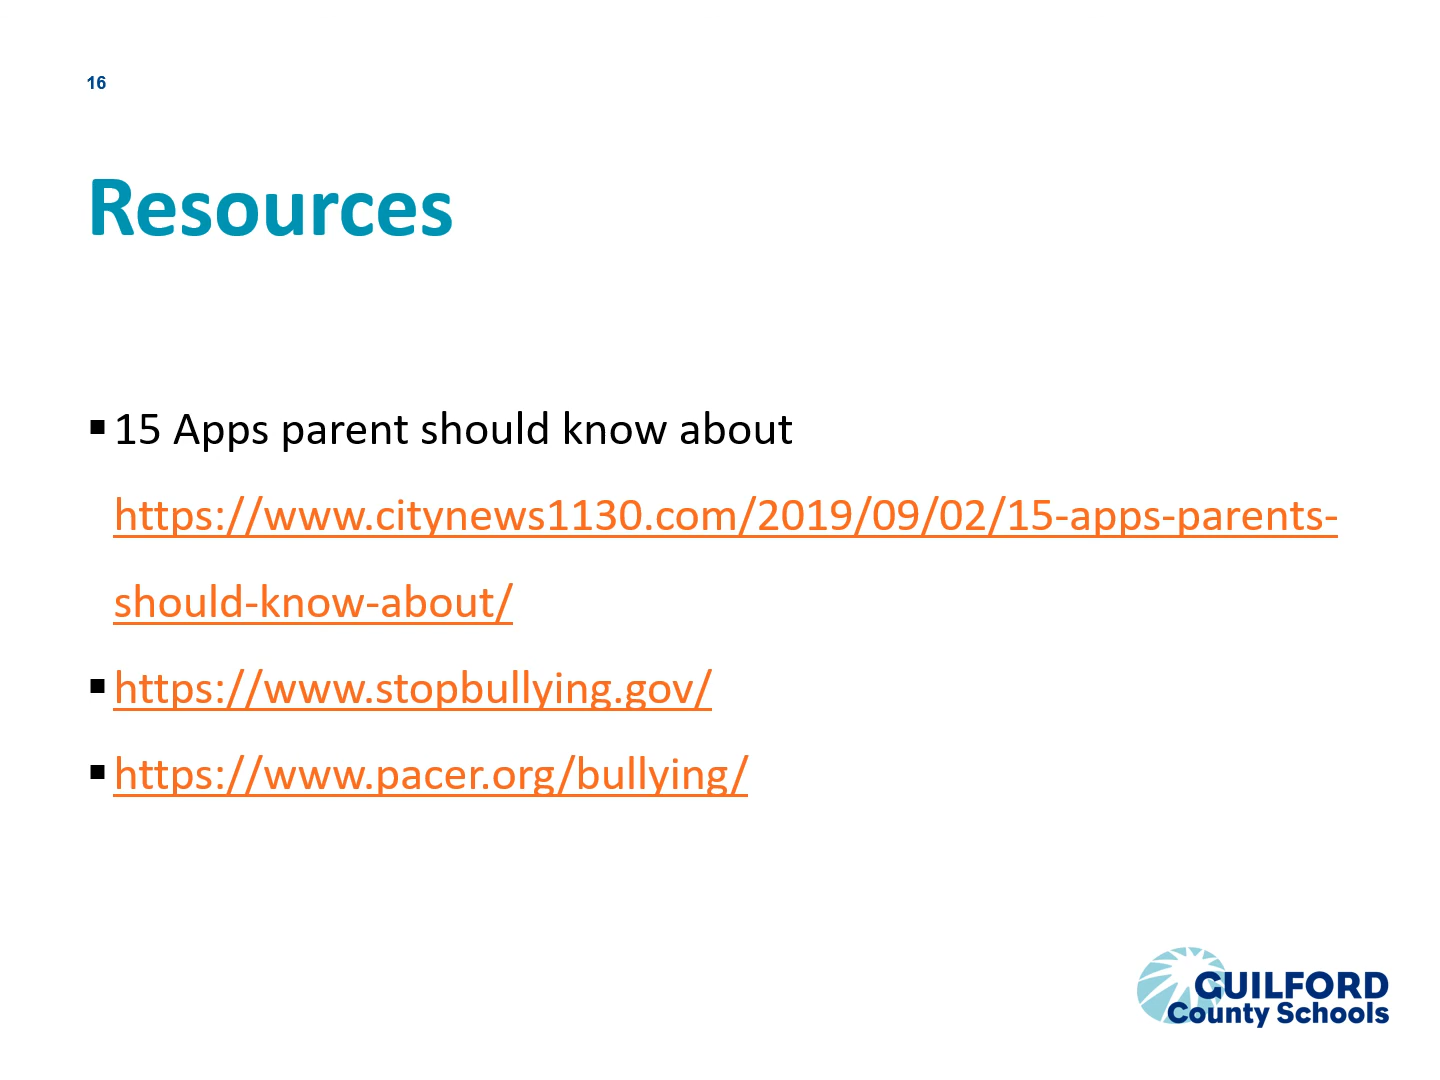 16
Resources
▪15 Apps parent should know about
https://www.citynews1130.com/2019/09/02/15-apps-parents-
should-know-about/
▪https://www.stopbullying.gov/
▪https://www.pacer.org/bullying/
GUILFORD
County Schools